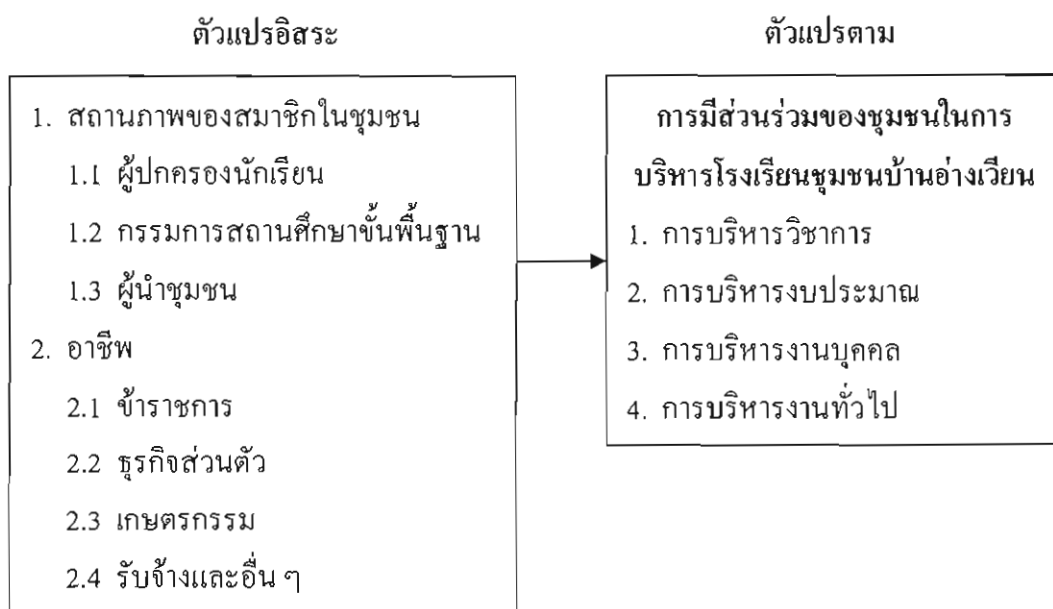 ตัวแปรอิสระ
1. สถานภาพของสมาชิกในชุมชน
1.1 ผู้ปกครองนักเรียน
1.2 กรรมการสถานศึกษาขั้นพื้นฐาน
1.3 ผู้นำชุมชน
2. อาชีพ
2.1 ข้าราชการ
2.2 ธุรกิจส่วนตัว
2.3 เกษตรกรรม
2.4 รับจ้างและอื่น ๆ
ตัวแปรตาม
การมีส่วนร่วมของชุมชนในการ
บริหารโรงเรียนชุมชนบ้านอ่างเวียน
1. การบริหารวิชาการ
2. การบริหารงบประมาณ
3. การบริหารงานบุคคล
4. การบริหารงานทั่วไป